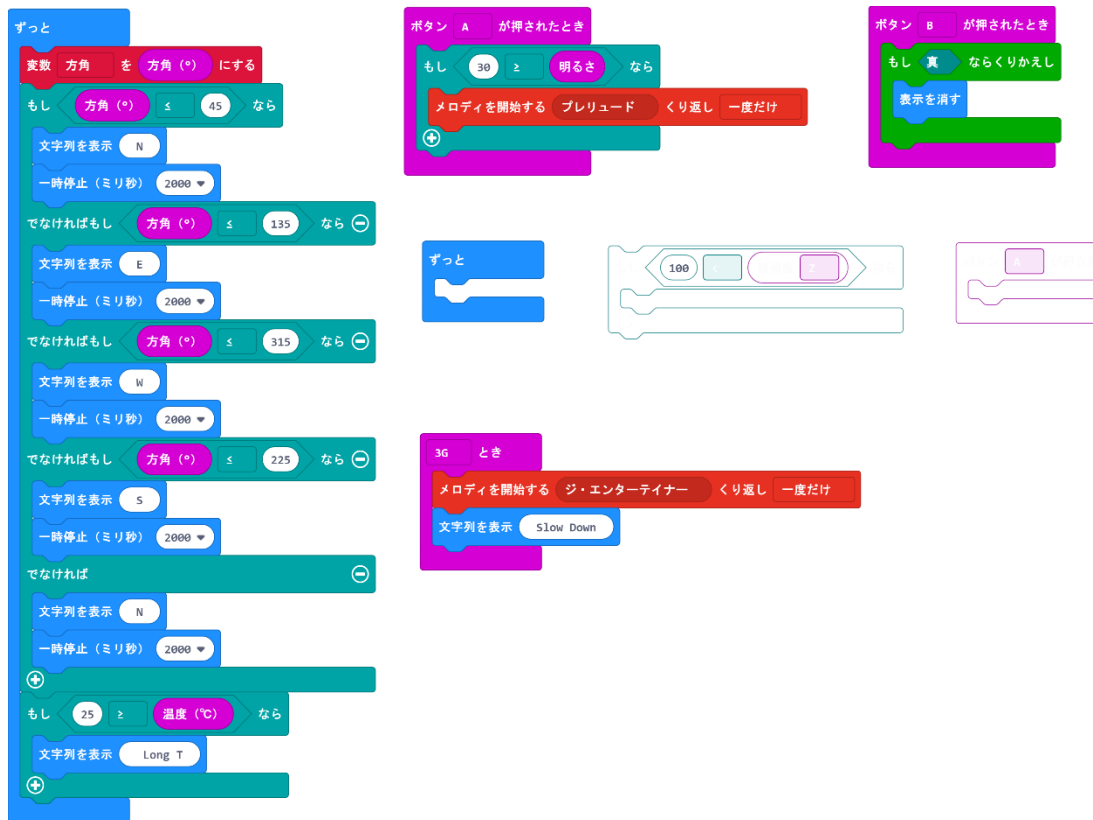 ずっと
変数 方角 を 方角 (°) にする
もし 方角 (°) ≤ 45 なら
文字列を表示 N
一時停止 (ミリ秒) 2000
でなければもし 方角 (°) ≤ 135 なら
文字列を表示 E
一時停止 (ミリ秒) 2000
でなければもし 方角 (°) ≤ 315 なら
文字列を表示 W
一時停止 (ミリ秒) 2000
でなければもし 方角 (°) ≤ 225 なら
文字列を表示 S
一時停止 (ミリ秒) 2000
でなければ
文字列を表示 N
一時停止 (ミリ秒) 2000
もし 25 ≥ 温度 (℃) なら
文字列を表示 Long T
ボタン A が押されたとき
もし 30 ≥ 明るさ なら
メロディを開始する プレリュード くり返し 一度だけ
ボタン B が押されたとき
もし 真 ならくりかえし
表示を消す
ずっと
100 Z
A
3G とき
メロディを開始する ジ・エンターテイナー くり返し 一度だけ
文字列を表示 Slow Down